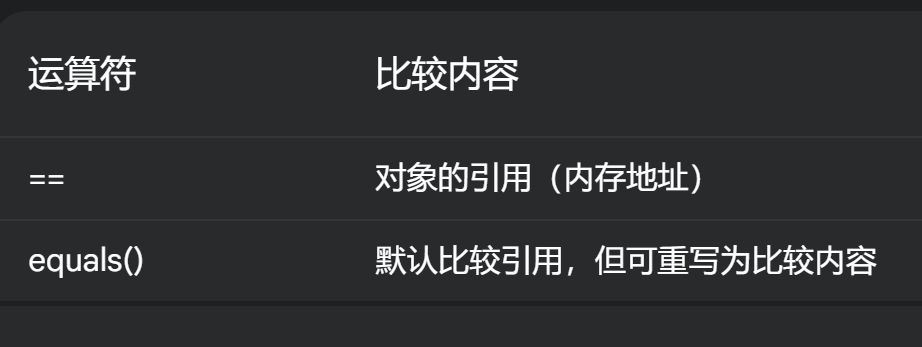 运算符 比较内容
== 对象的引用（内存地址）
equals() 默认比较引用，但可重写为比较内容